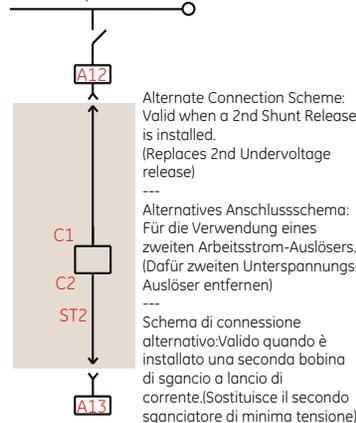 A12
Alternate Connection Scheme:
Valid when a 2nd Shunt Release
is installed.
(Replaces 2nd Undervoltage
release)
---
Alternatives Anschlussschema:
Für die Verwendung eines
zweiten Arbeitsstrom-Auslösers.
(Dafür zweiten Unterspannungs-
Auslöser entfernen)
---
Schema di connessione
alternativo:Valido quando è
installato una seconda bobina
di sgancio a lancio di
corrente.(Sostituisce il secondo
sganciatore di minima tensione)
C1
C2
ST2
A13